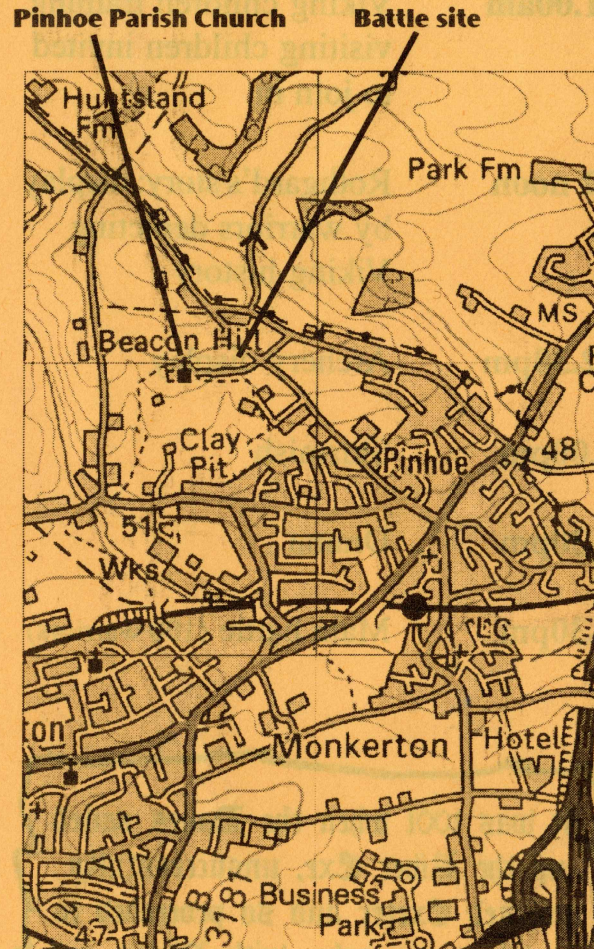 Pinhoe Parish Church
Battle site
Huntsland
Fm
Park Fm
MS
Beacon Hill
Clay
Pit
Pinhoe
48
51
Wks
LC
ton
Monkerton
Hotel
B
3181
Business
Park
47